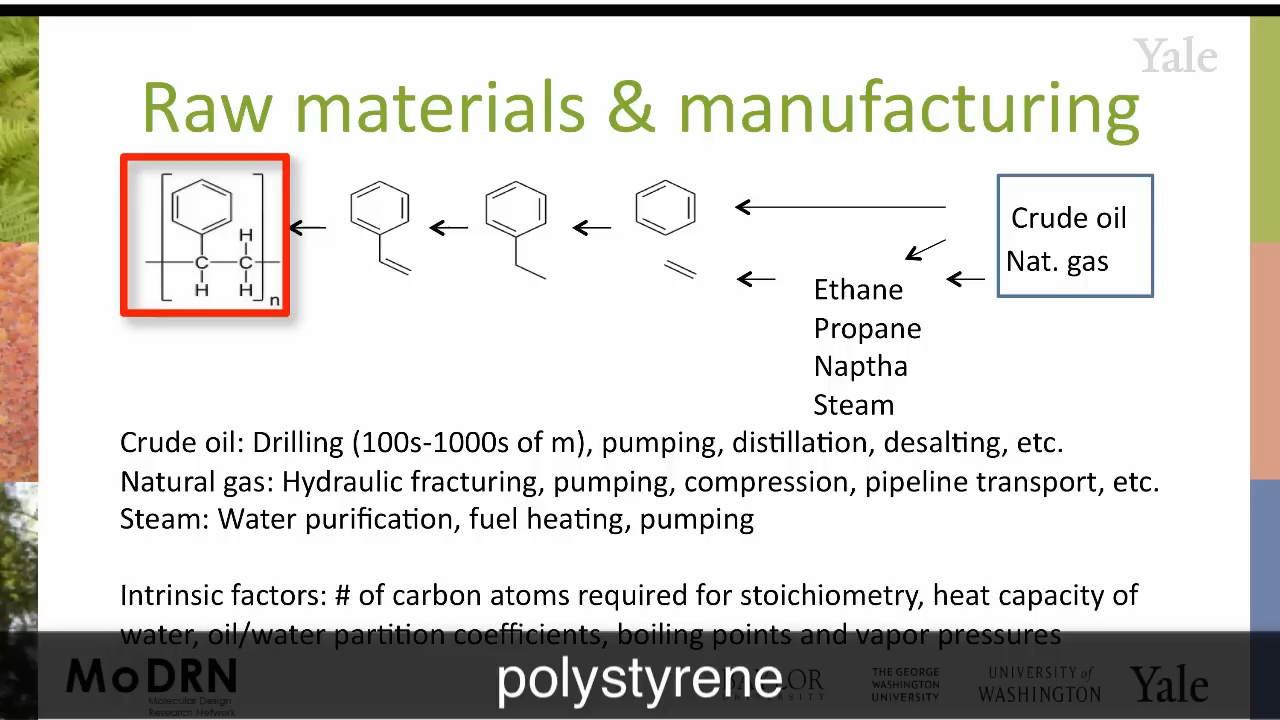 Yale
Raw materials & manufacturing
H
C C
H H
n
Crude oil
Nat. gas
Ethane
Propane
Naptha
Steam
Crude oil: Drilling (100s-1000s of m), pumping, distillation, desalting, etc.
Natural gas: Hydraulic fracturing, pumping, compression, pipeline transport, etc.
Steam: Water purification, fuel heating, pumping
Intrinsic factors: # of carbon atoms required for stoichiometry, heat capacity of
water, oil/water partition coefficients, boiling points and vapor pressures
polystyrene
MoDRN
Molecular Design
Research Network
THE GEORGE
WASHINGTON
UNIVERSITY
UNIVERSITY of
WASHINGTON
Yale